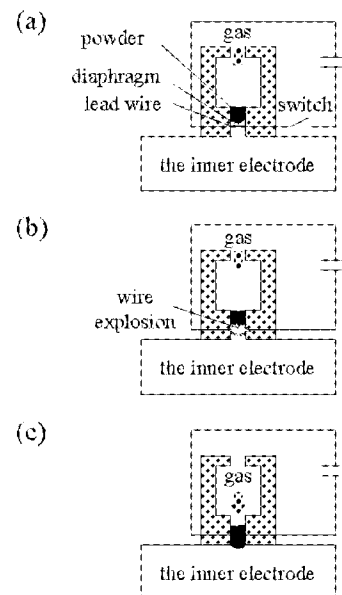 (a)
gas
powder
diaphragm
lead wire
switch
the inner electrode
(b)
gas
wire
explosion
the inner electrode
(c)
gas
the inner electrode